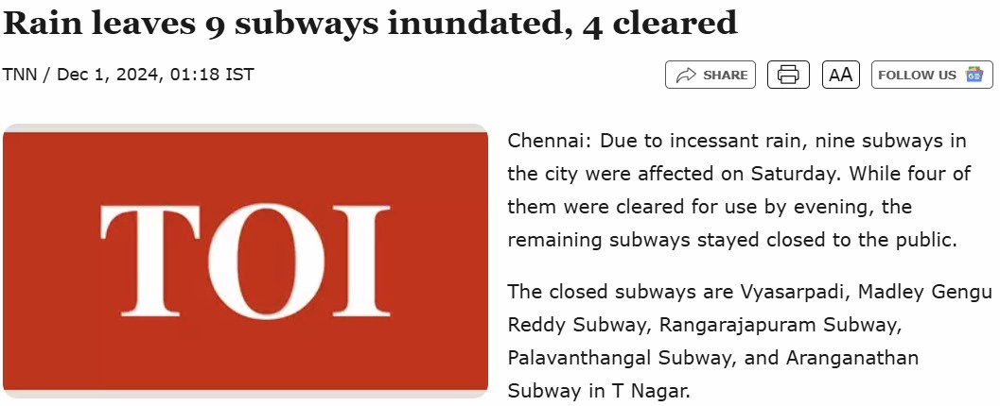 Rain leaves 9 subways inundated, 4 cleared
TNN / Dec 1, 2024, 01:18 IST
SHARE
AA
FOLLOW US
GE
TOI
Chennai: Due to incessant rain, nine subways in
the city were affected on Saturday. While four of
them were cleared for use by evening, the
remaining subways stayed closed to the public.
The closed subways are Vyasarpadi, Madley Gengu
Reddy Subway, Rangarajapuram Subway,
Palavanthangal Subway, and Aranganathan
Subway in T Nagar.